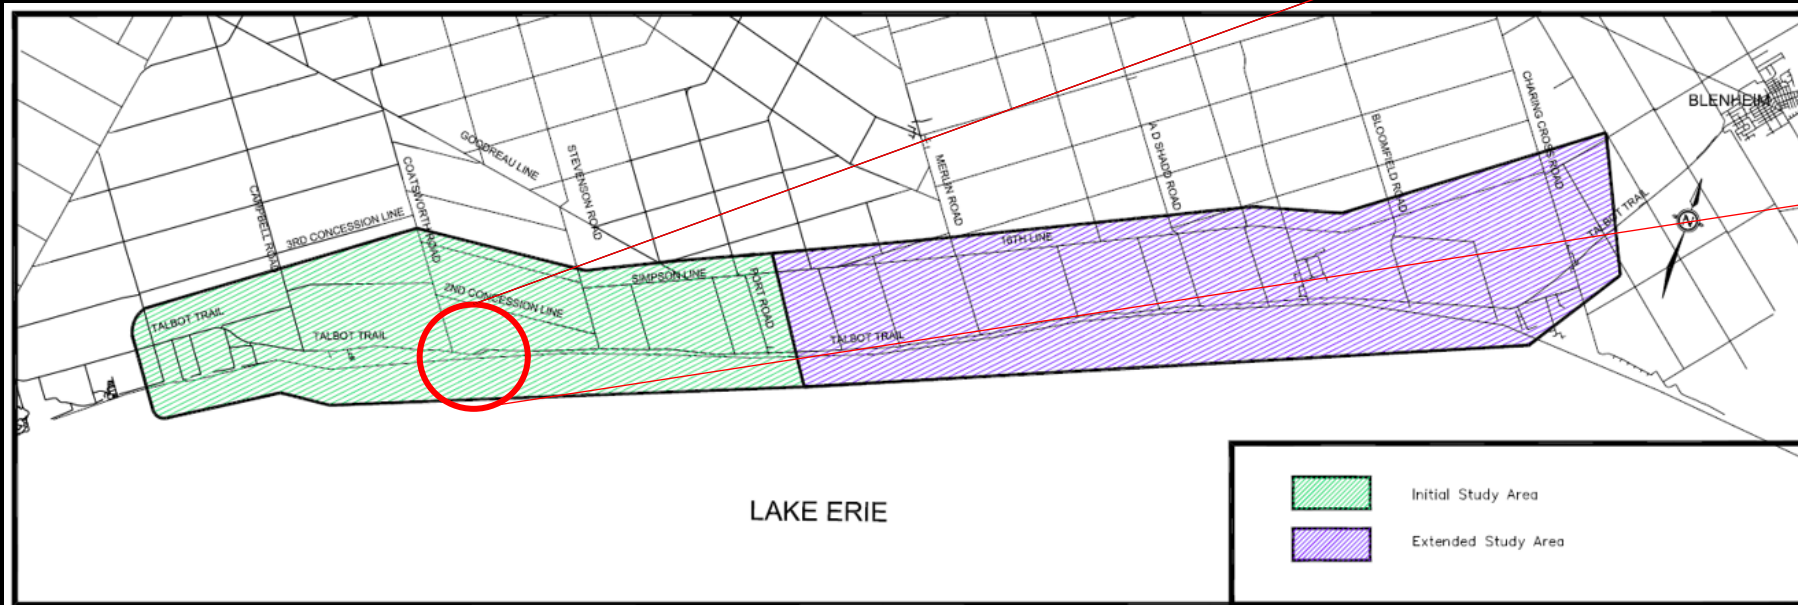 BLENHEIM
CHARING CROSS ROAD
BLOOMFIELD ROAD
A D SHADD ROAD
MERLIN ROAD
GOODREAU LINE
STEVENSON ROAD
COATSWORTH ROAD
CAMPBELL ROAD
3RD CONCESSION LINE
TALBOT TRAIL
16TH LINE
SIMPSON LINE
PORT ROAD
2ND CONCESSION LINE
TALBOT TRAIL
TALBOT TRAIL
TALBOT TRAIL
LAKE ERIE
Initial Study Area
Extended Study Area